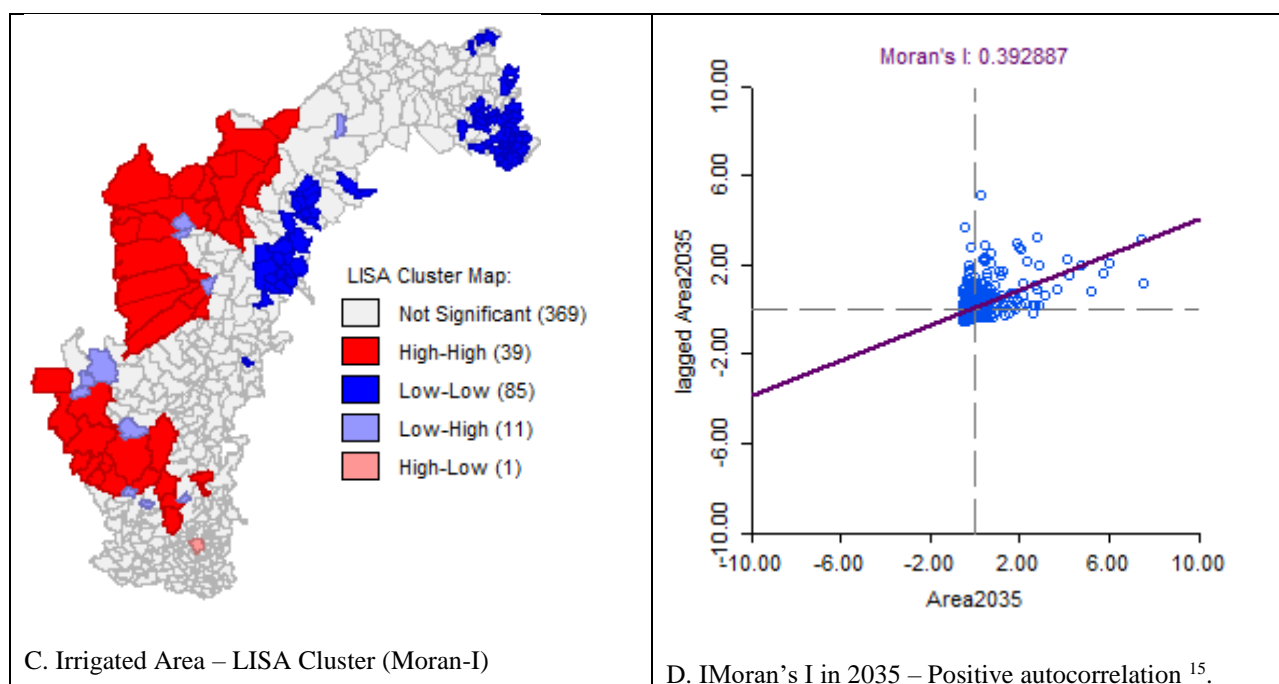 LISA Cluster Map:
Not Significant (369)
High-High (39)
Low-Low (85)
Low-High (11)
High-Low (1)
C. Irrigated Area – LISA Cluster (Moran-I)
Moran's I: 0.392887
10.00
6.00
2.00
-2.00
-6.00
-10.00
lagged Area2035
-10.00 -6.00 -2.00 2.00 6.00 10.00
Area2035
D. IMoran's I in 2035 – Positive autocorrelation 15.